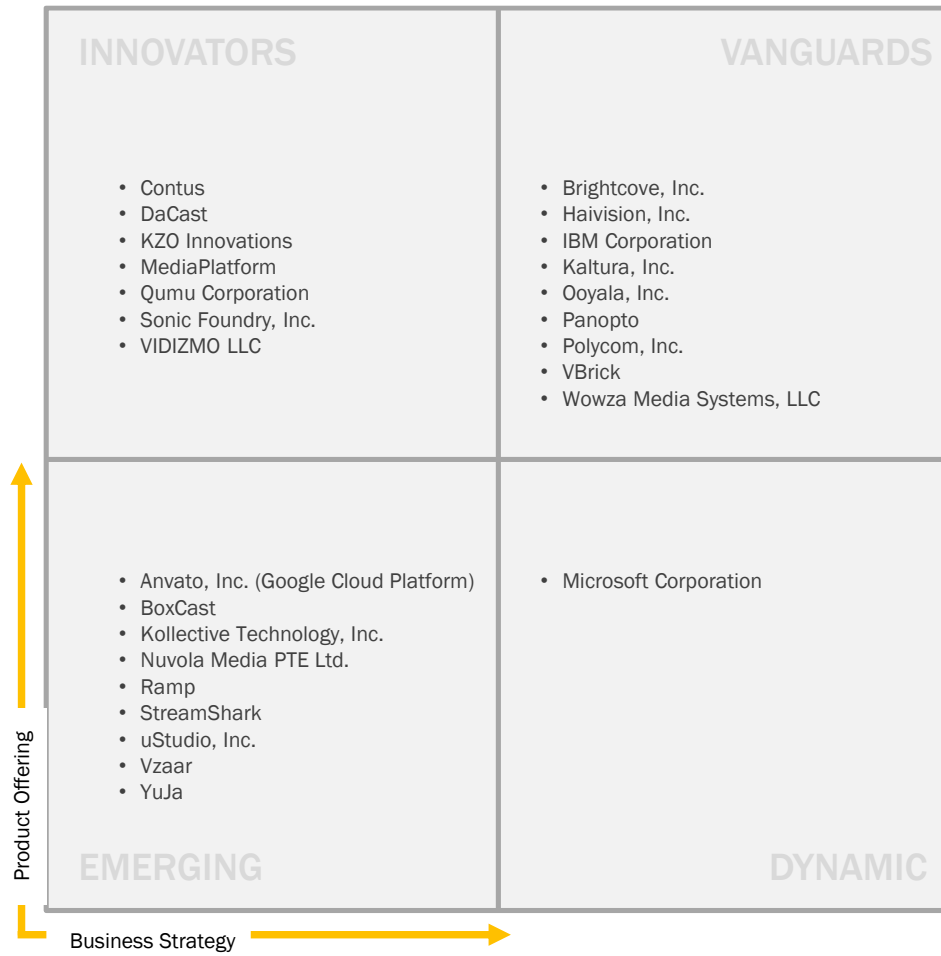 INNOVATORS
VANGUARDS
• Contus
• DaCast
• KZO Innovations
• MediaPlatform
• Qumu Corporation
• Sonic Foundry, Inc.
• VIDIZMO LLC
• Brightcove, Inc.
• Haivision, Inc.
• IBM Corporation
• Kaltura, Inc.
• Ooyala, Inc.
• Panopto
• Polycom, Inc.
• VBrick
• Wowza Media Systems, LLC
• Anvato, Inc. (Google Cloud Platform)
• BoxCast
• Kollective Technology, Inc.
• Nuvola Media PTE Ltd.
• Ramp
• StreamShark
• uStudio, Inc.
• Vzaar
• YuJa
• Microsoft Corporation
EMERGING
DYNAMIC
Product Offering
Business Strategy